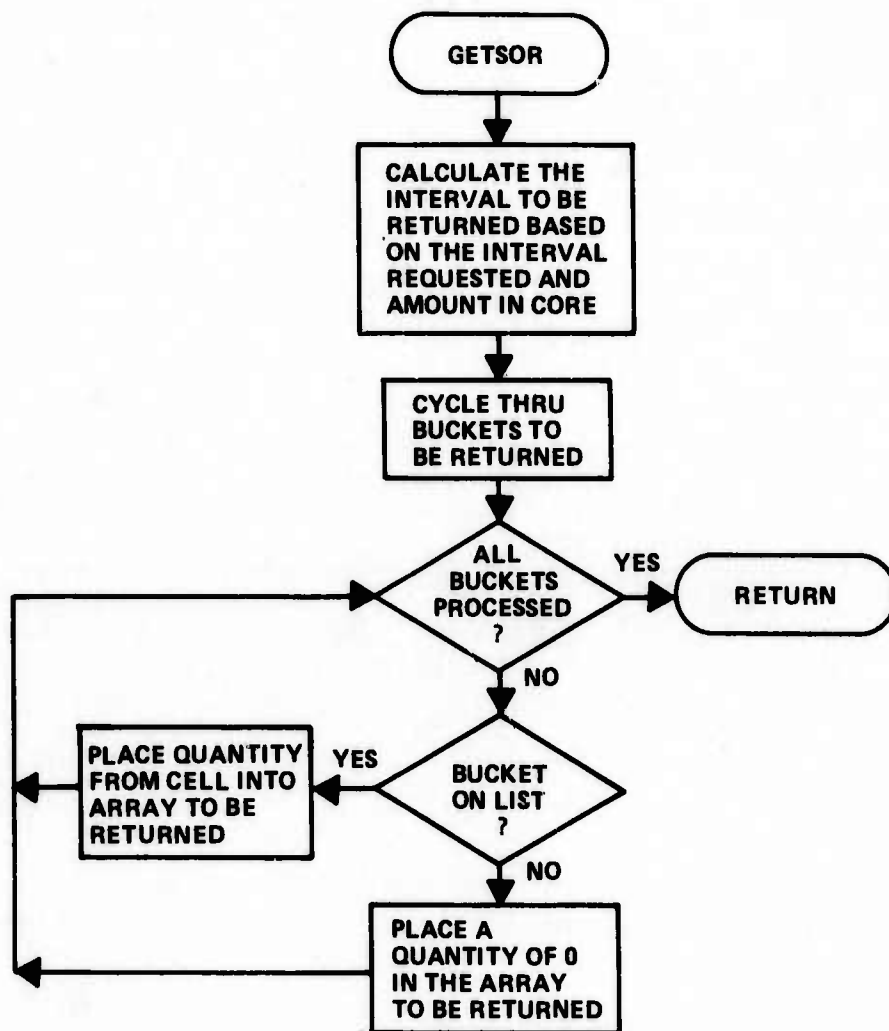 GETSOR
CALCULATE THE
INTERVAL TO BE
RETURNED BASED
ON THE INTERVAL
REQUESTED AND
AMOUNT IN CORE
CYCLE THRU
BUCKETS TO
BE RETURNED
ALL
BUCKETS
PROCESSED
?
YES
RETURN
NO
BUCKET
ON LIST
?
YES
PLACE QUANTITY
FROM CELL INTO
ARRAY TO BE
RETURNED
NO
PLACE A
QUANTITY OF 0
IN THE ARRAY
TO BE RETURNED